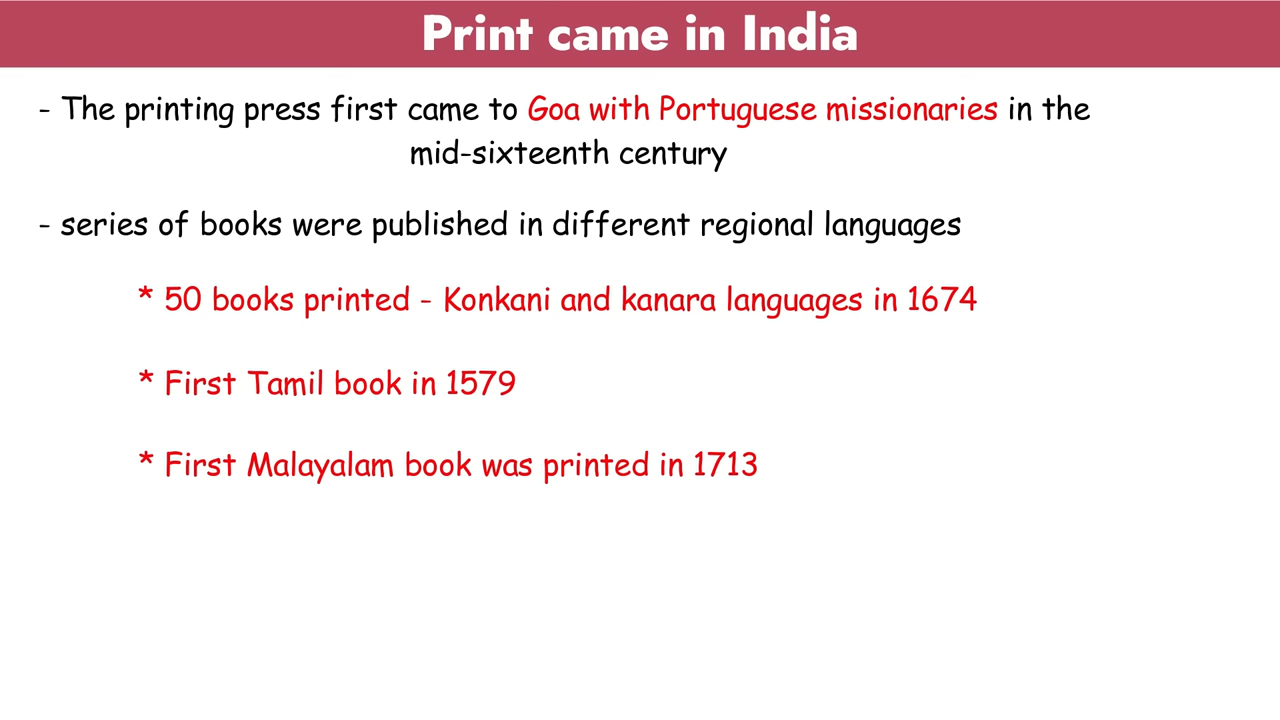 Print came in India
- The printing press first came to Goa with Portuguese missionaries in the
mid-sixteenth century
- series of books were published in different regional languages
* 50 books printed - Konkani and kanara languages in 1674
* First Tamil book in 1579
* First Malayalam book was printed in 1713